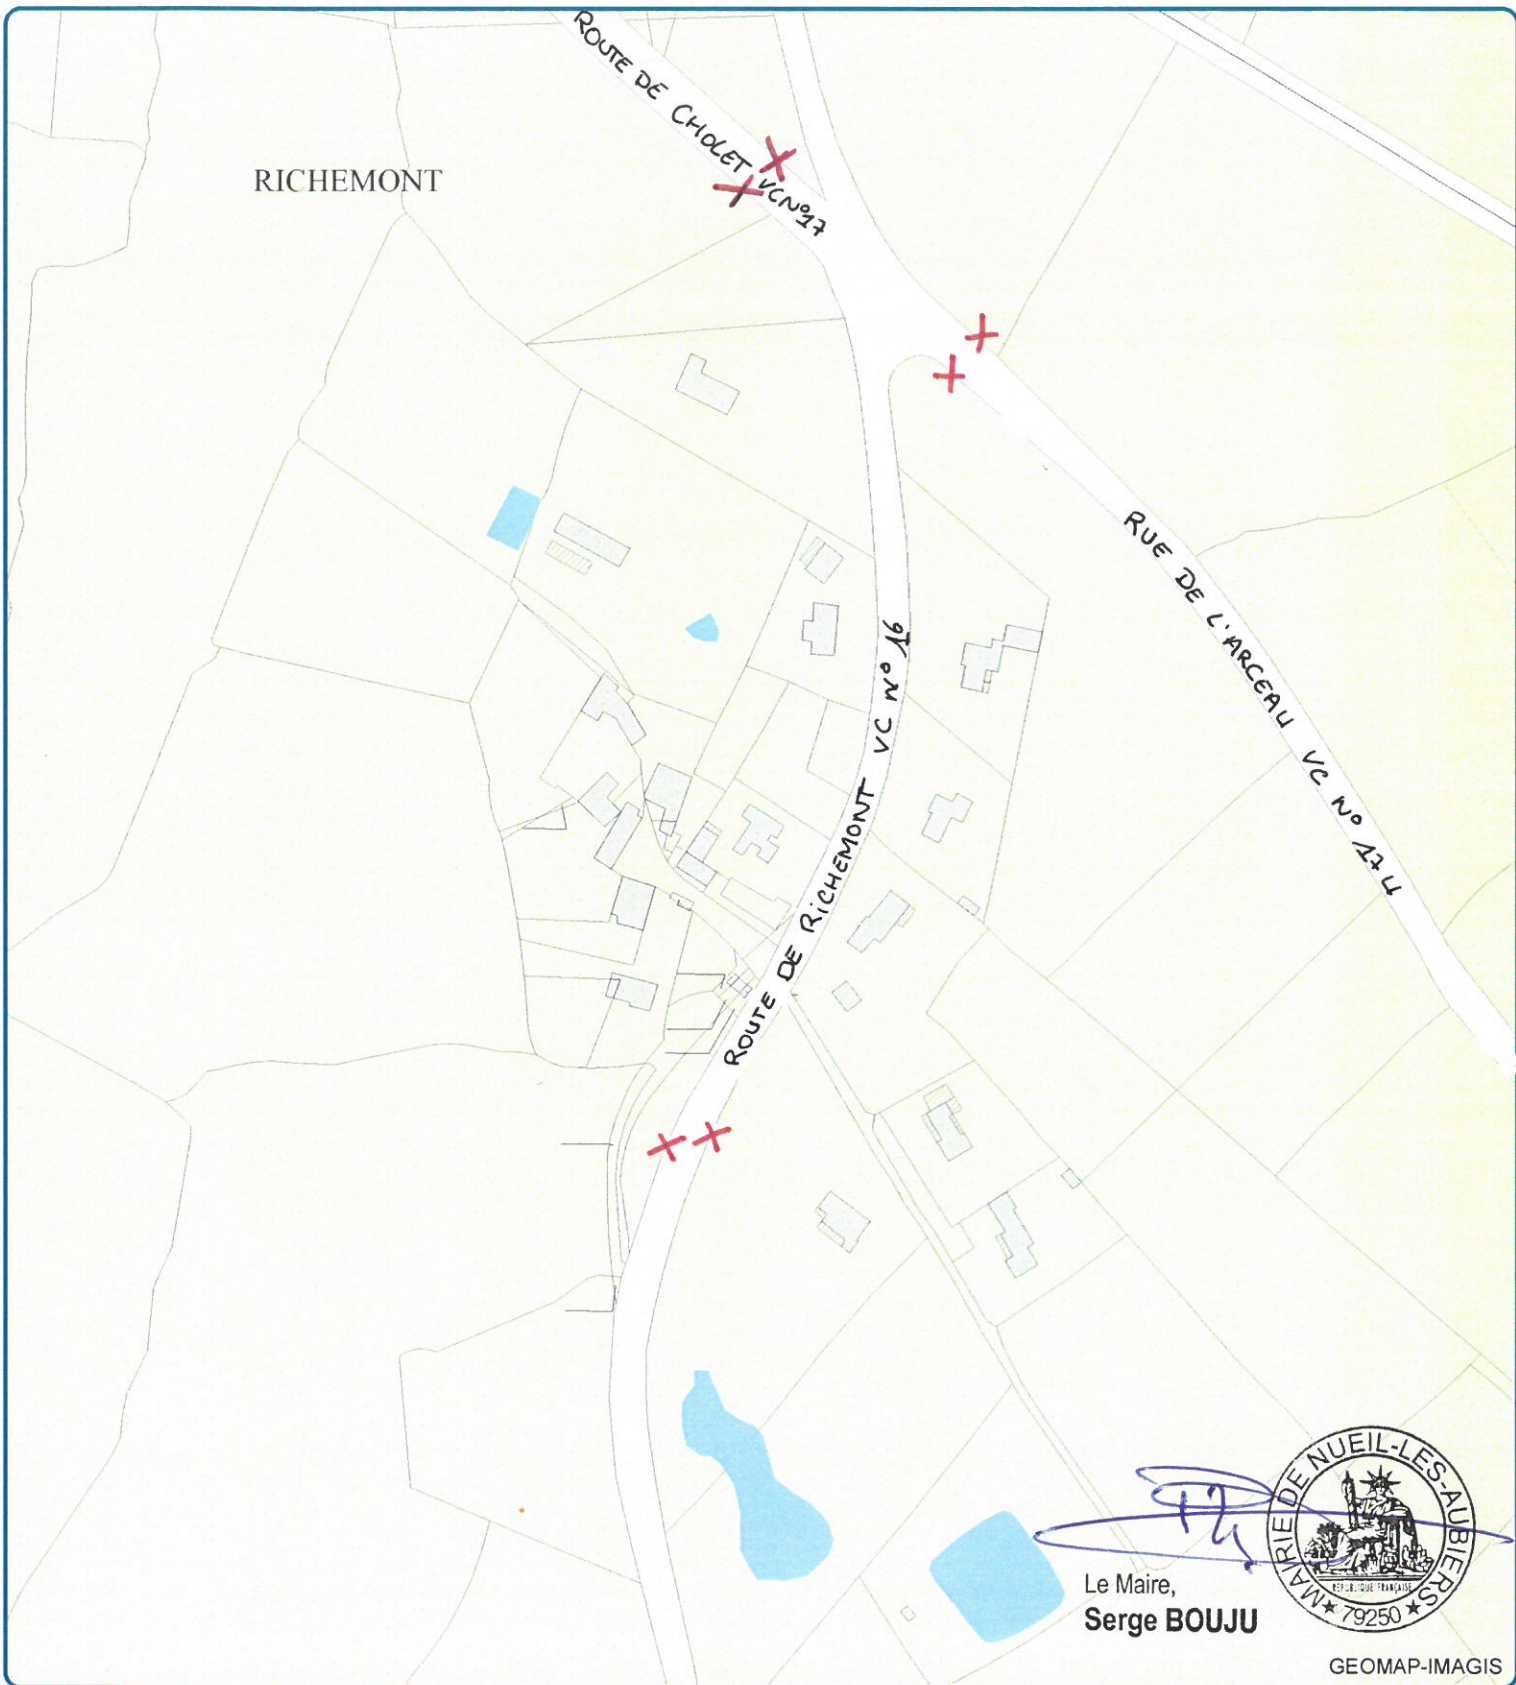 ROUTE DE CHOLET VC N°17
RICHEMONT
RUE DE L'ARCEAU VC N° 17 U
ROUTE DE RICHEMONT VC N° 16
MAIRIE DE NUEIL-LES-AUBIERS
RÉPUBLIQUE FRANÇAISE
★ 79250 ★
Le Maire,
Serge BOUJU
GEOMAP-IMAGIS